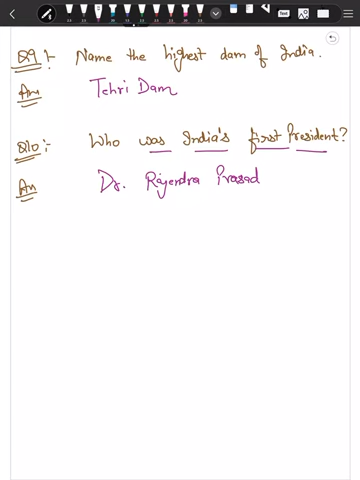 Q9:- Name the highest dam of India.
Ans Tehri Dam
Q10:- Who was India's first President?
An Dr. Rajendra Prasad